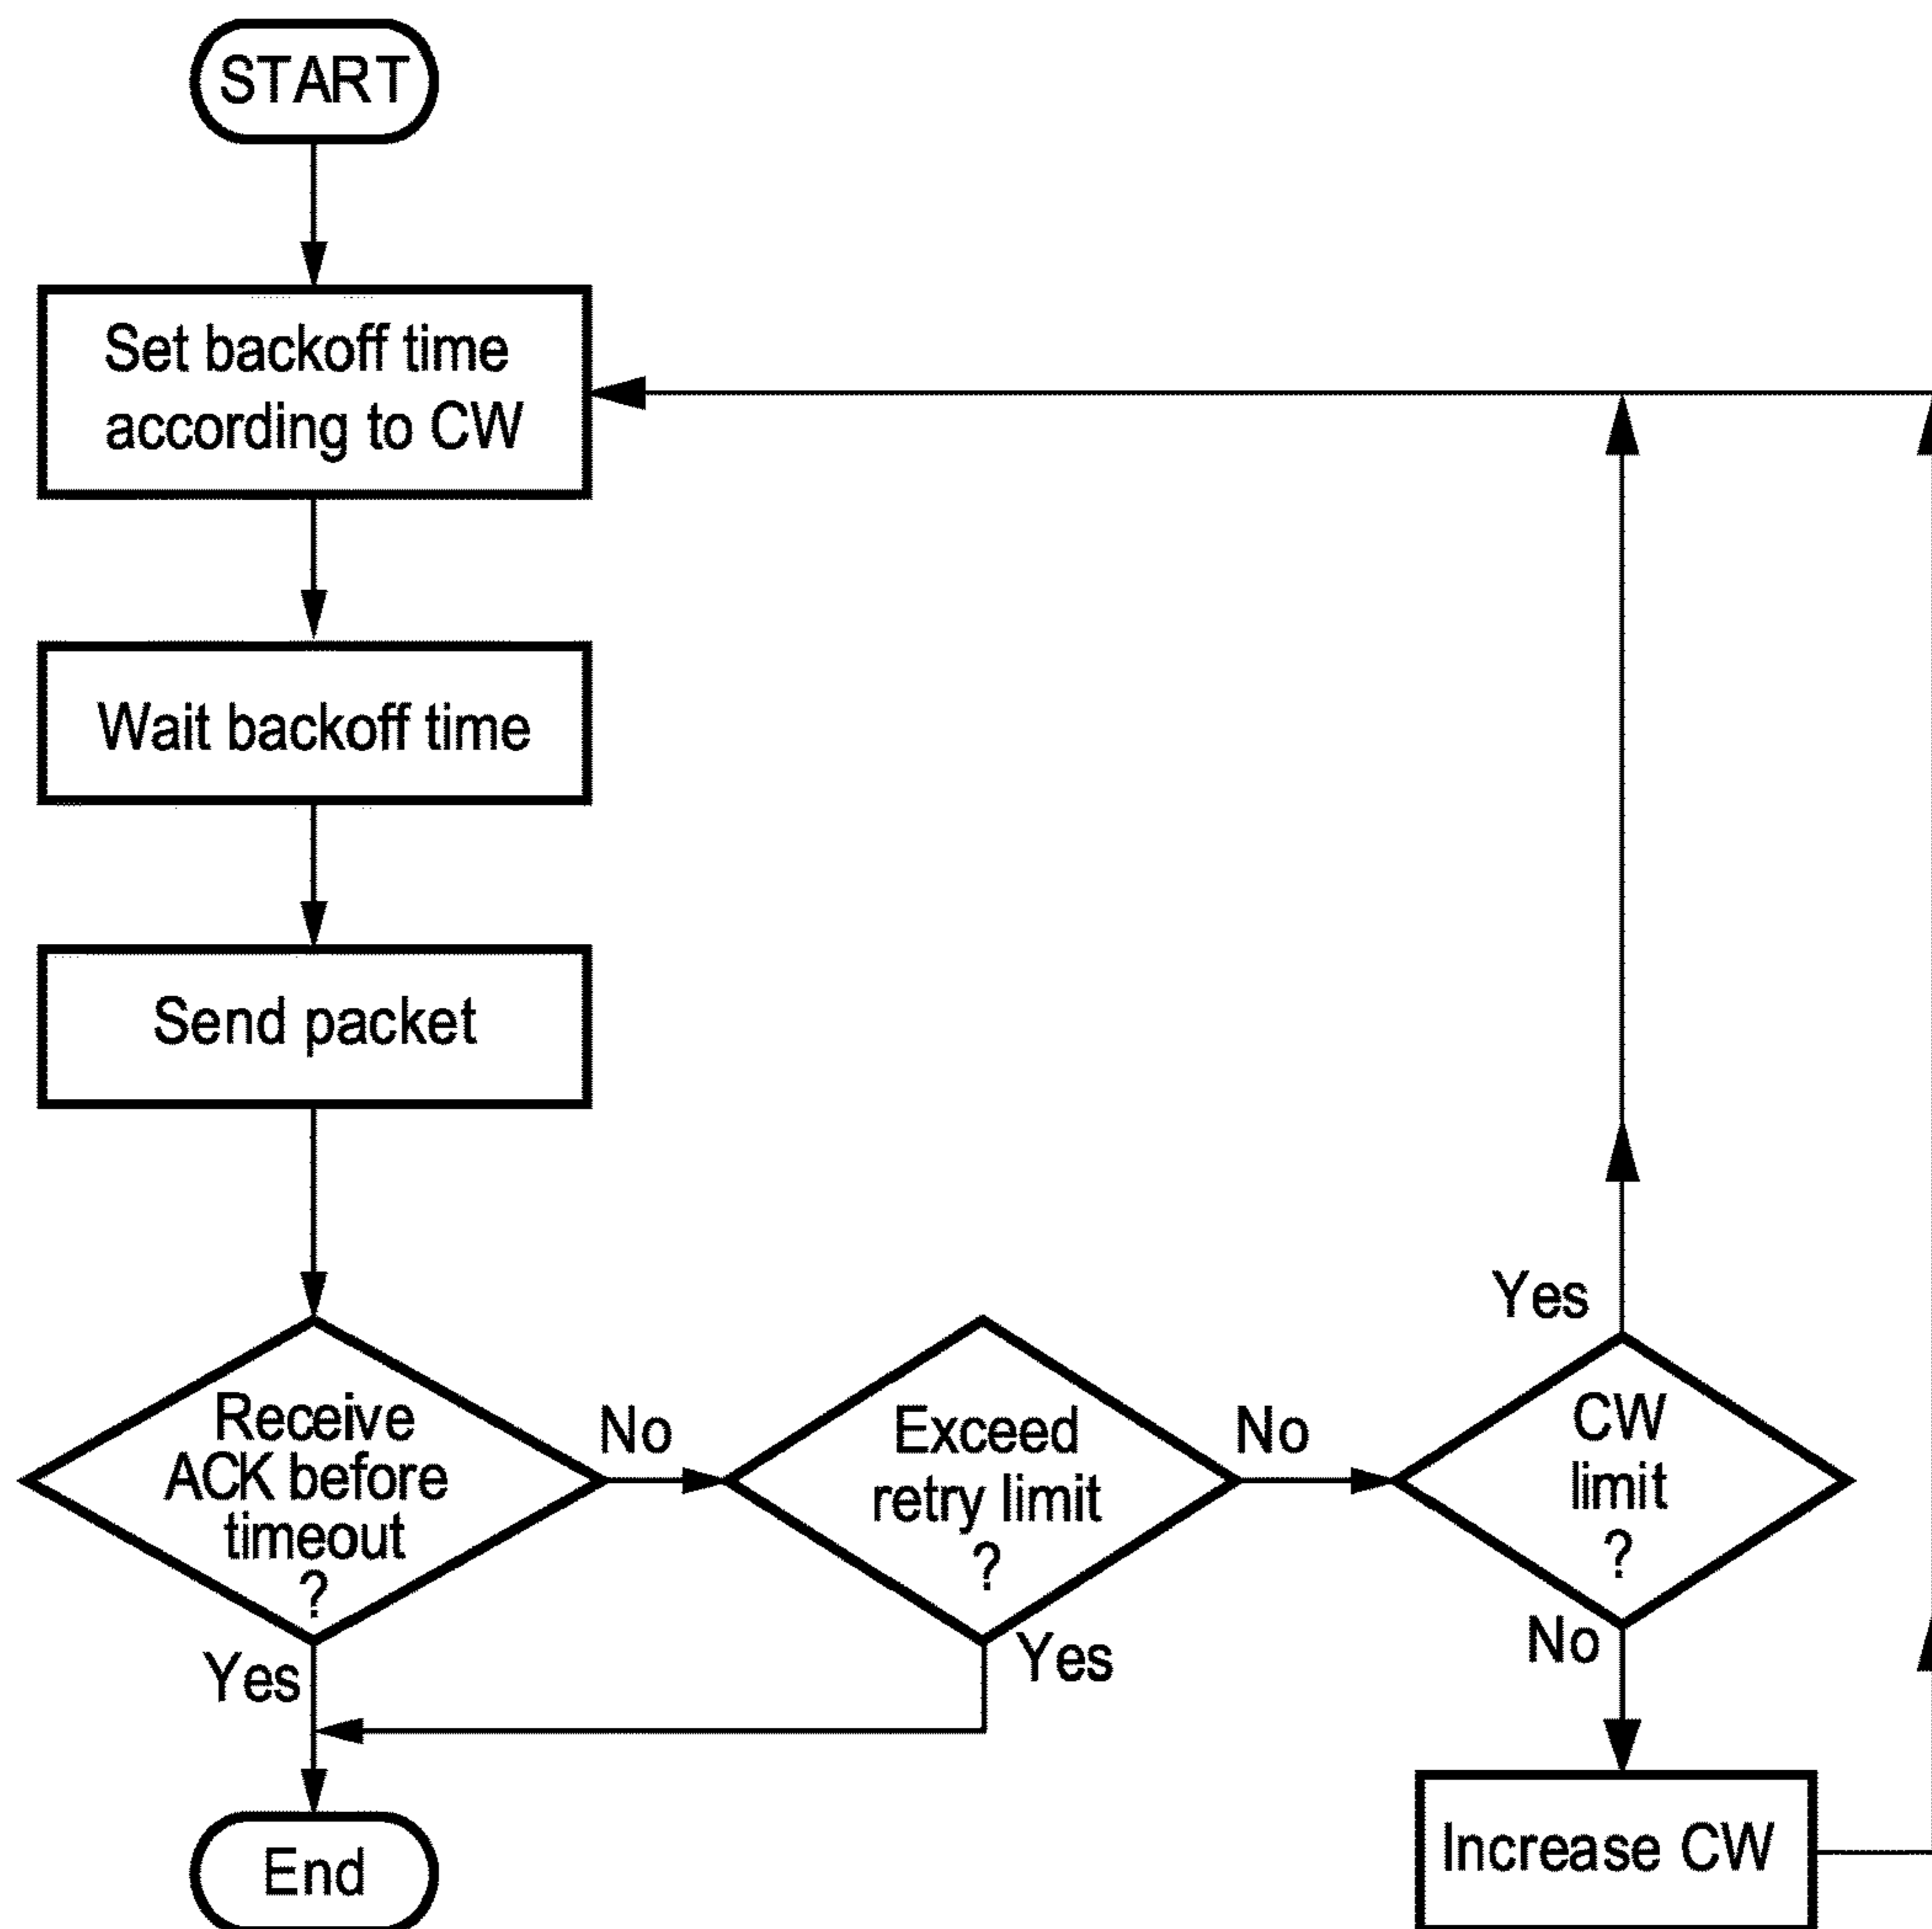 START
Set backoff time
according to CW
Wait backoff time
Send packet
Receive
ACK before
timeout
?
No
Yes
Exceed
retry limit
?
No
Yes
Yes
CW
limit
?
No
Increase CW
End